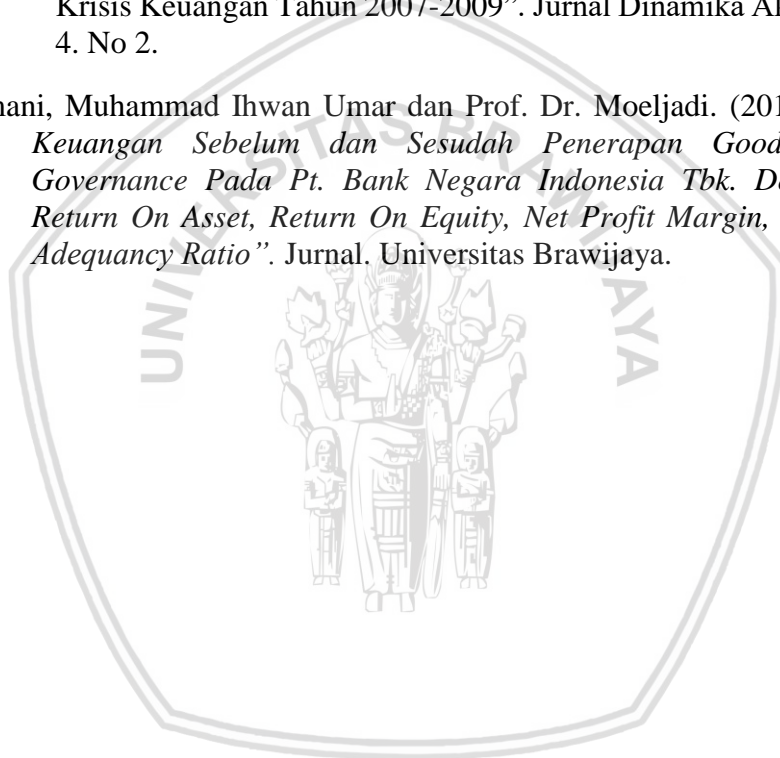 Krisis Keuangan Tahun 2007-2009”. Jurnal Dinamika
4. No 2.
Muhammad Ihwan Umar dan Prof. Dr. Moeljadi. (201
Keuangan Sebelum dan Sesudah Penerapan Good
Governance Pada Pt. Bank Negara Indonesia Tbk.
Return On Asset, Return On Equity, Net Profit Margin,
Adequancy Ratio”. Jurnal. Universitas Brawijaya.
UNIVERSITAS BRAWIJAYA